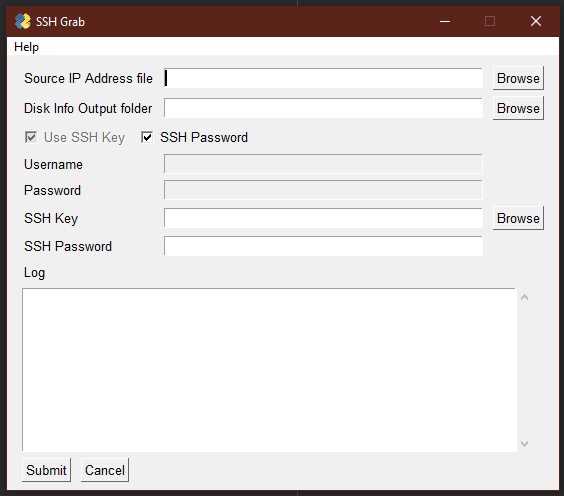 SSH Grab
Help
Source IP Address file Browse
Disk Info Output folder Browse
Use SSH Key SSH Password
Username
Password
SSH Key Browse
SSH Password
Log
Submit Cancel